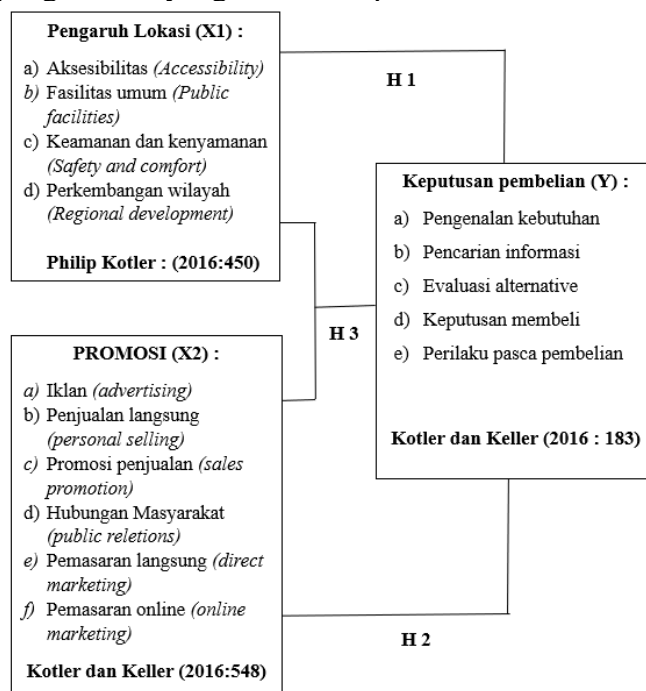 Pengaruh Lokasi (X1) :
a) Aksesibilitas (Accessibility)
b) Fasilitas umum (Public
facilities)
c) Keamanan dan kenyamanan
(Safety and comfort)
d) Perkembangan wilayah
(Regional development)
Philip Kotler : (2016:450)
H 1
Keputusan pembelian (Y) :
a) Pengenalan kebutuhan
b) Pencarian informasi
c) Evaluasi alternative
d) Keputusan membeli
e) Perilaku pasca pembelian
Kotler dan Keller (2016 : 183)
H 3
PROMOSI (X2) :
a) Iklan (advertising)
b) Penjualan langsung
(personal selling)
c) Promosi penjualan (sales
promotion)
d) Hubungan Masyarakat
(public reletions)
e) Pemasaran langsung (direct
marketing)
f) Pemasaran online (online
marketing)
Kotler dan Keller (2016:548)
H 2